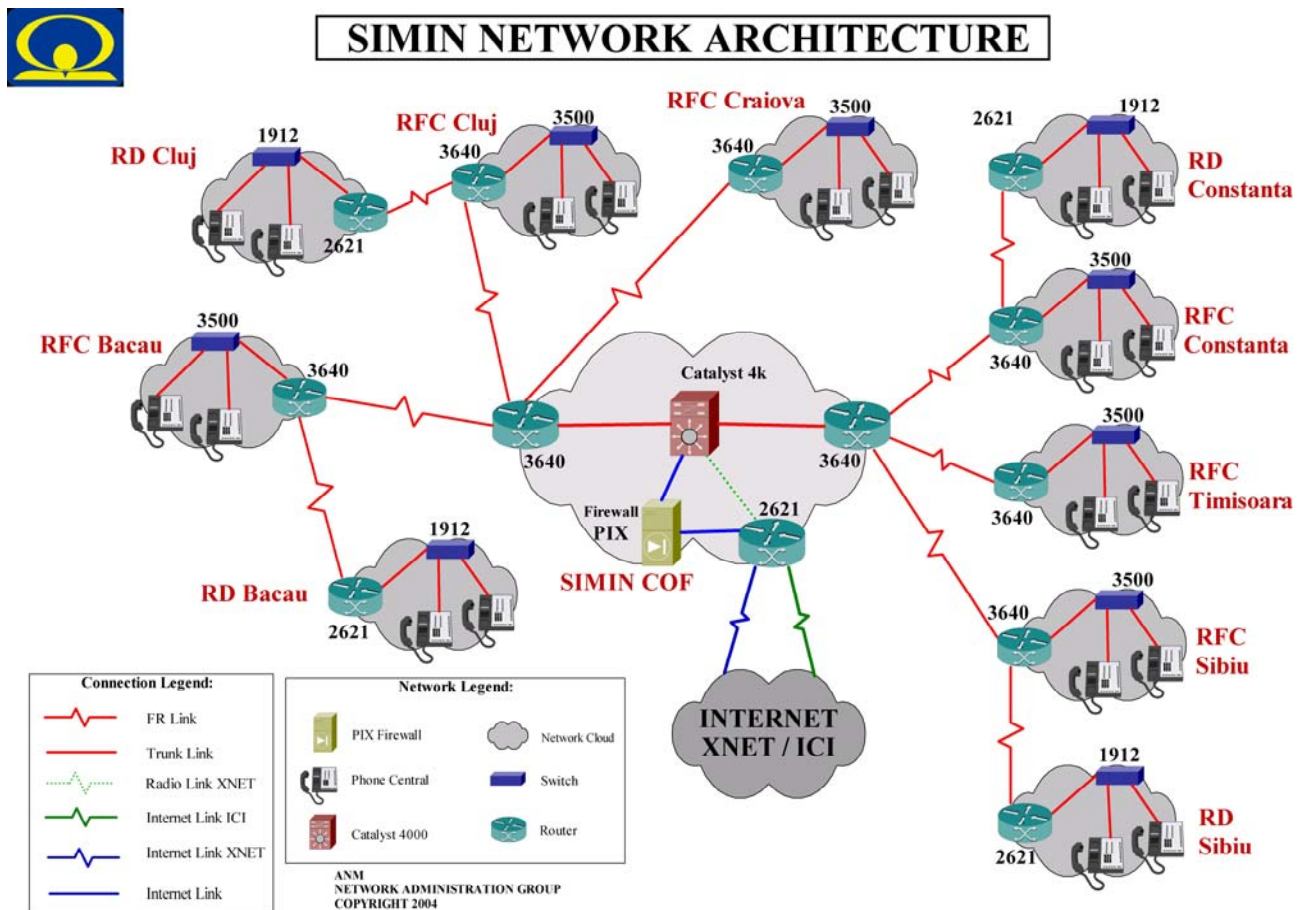 SIMIN NETWORK ARCHITECTURE
RD Cluj
1912
2621
RFC Cluj
3640
3500
RFC Craiova
3640
3500
2621
1912
RD
Constanta
3500
RFC
Constanta
3640
RFC Bacau
3500
3640
Catalyst 4k
3640
3640
3500
RFC
Timisoara
3640
Firewall
PIX
2621
SIMIN COF
1912
RD Bacau
2621
3640
3500
RFC
Sibiu
INTERNET
XNET / ICI
1912
RD
Sibiu
2621
Connection Legend:
FR Link
Trunk Link
Radio Link XNET
Internet Link ICI
Internet Link XNET
Internet Link
Network Legend:
PIX Firewall
Network Cloud
Phone Central
Switch
Catalyst 4000
Router
ANM
NETWORK ADMINISTRATION GROUP
COPYRIGHT 2004